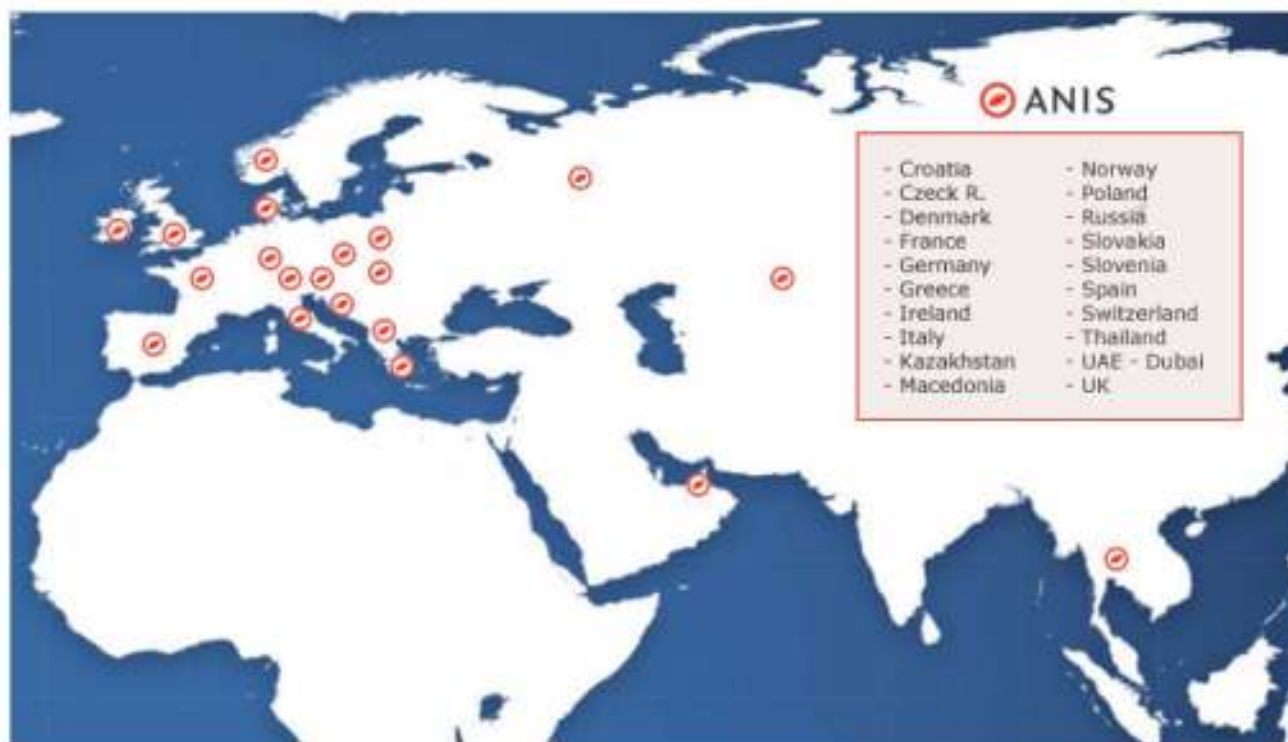 ANIS
- Croatia
- Czeck R.
- Denmark
- France
- Germany
- Greece
- Ireland
- Italy
- Kazakhstan
- Macedonia
- Norway
- Poland
- Russia
- Slovakia
- Slovenia
- Spain
- Switzerland
- Thailand
- UAE - Dubai
- UK